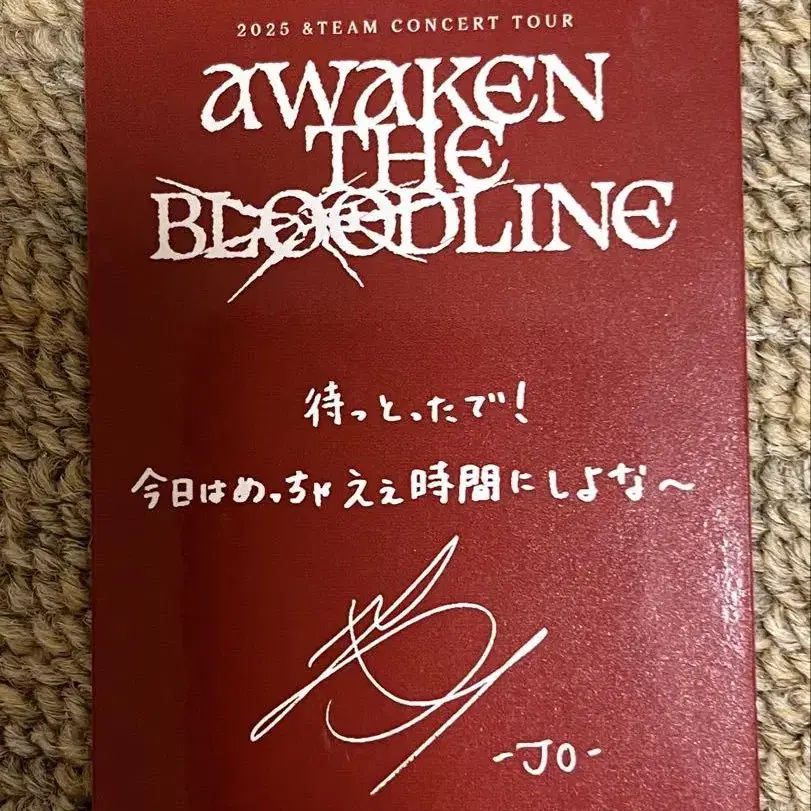 2025 &TEAM CONCERT TOUR
AWAKEN
THE
BLOODLINE
待っとったで！
今日はめっちゃええ時間にしよな〜
-JO-